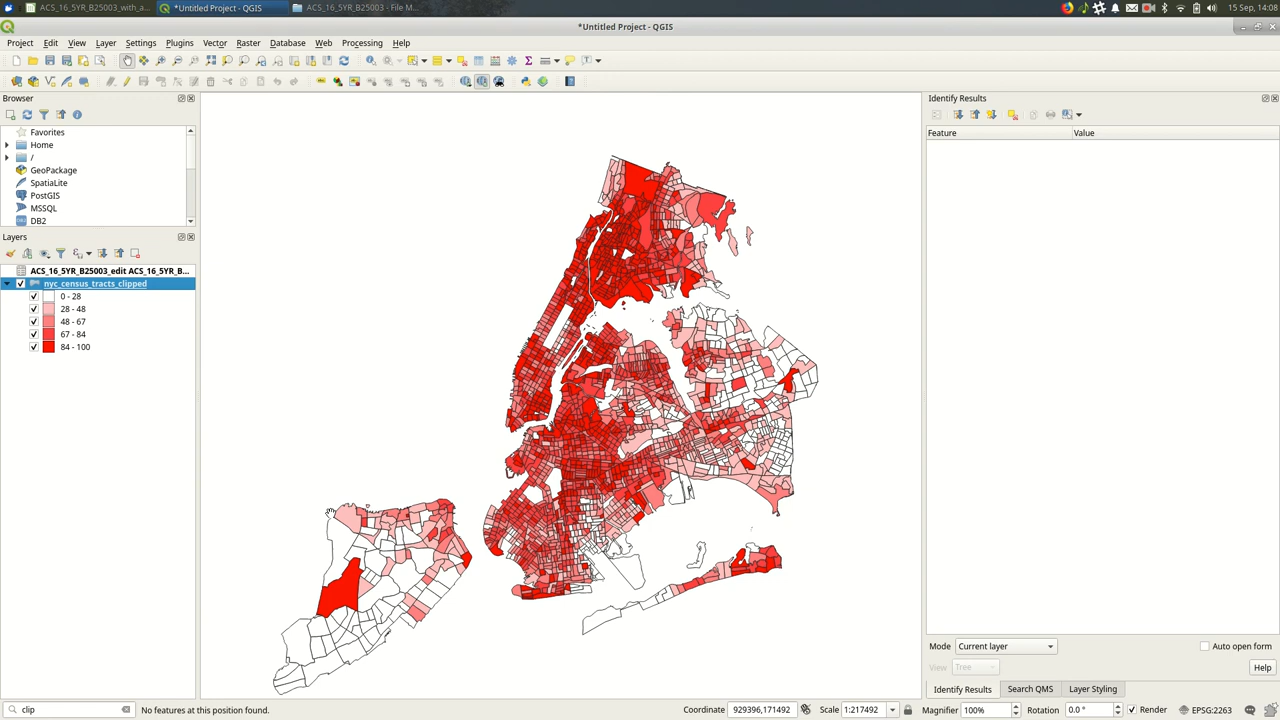 ACS_16_5YR_B25003_with_a...
*Untitled Project - QGIS
ACS_16_5YR_B25003 - File M...
15 Sep, 14:08
*Untitled Project - QGIS
Project Edit View Layer Settings Plugins Vector Raster Database Web Processing Help
Browser
Favorites
Home
/
GeoPackage
SpatiaLite
PostGIS
MSSQL
DB2
Layers
ACS_16_5YR_B25003_edit ACS_16_5YR_B...
nyc_census_tracts_clipped
0 - 28
28 - 48
48 - 67
67 - 84
84 - 100
Identify Results
Feature Value
Mode Current layer Auto open form
View Tree Help
Identify Results Search QMS Layer Styling
clip No features at this position found. Coordinate 929396,171492 Scale 1:217492 Magnifier 100% Rotation 0.0 ° Render EPSG:2263